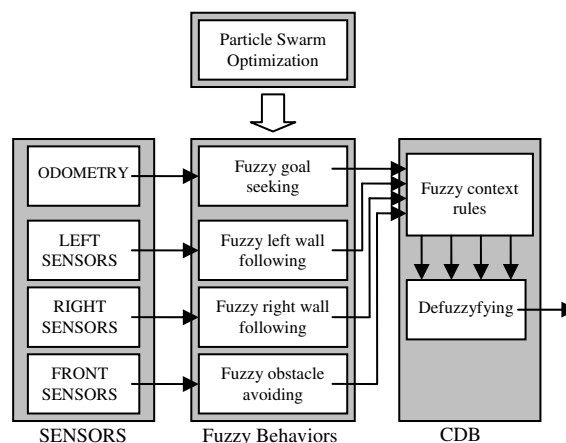 Particle Swarm
Optimization
ODOMETRY
Fuzzy goal
seeking
Fuzzy context
rules
LEFT
SENSORS
Fuzzy left wall
following
RIGHT
SENSORS
Fuzzy right wall
following
Defuzzyfying
FRONT
SENSORS
Fuzzy obstacle
avoiding
SENSORS
Fuzzy Behaviors
CDB